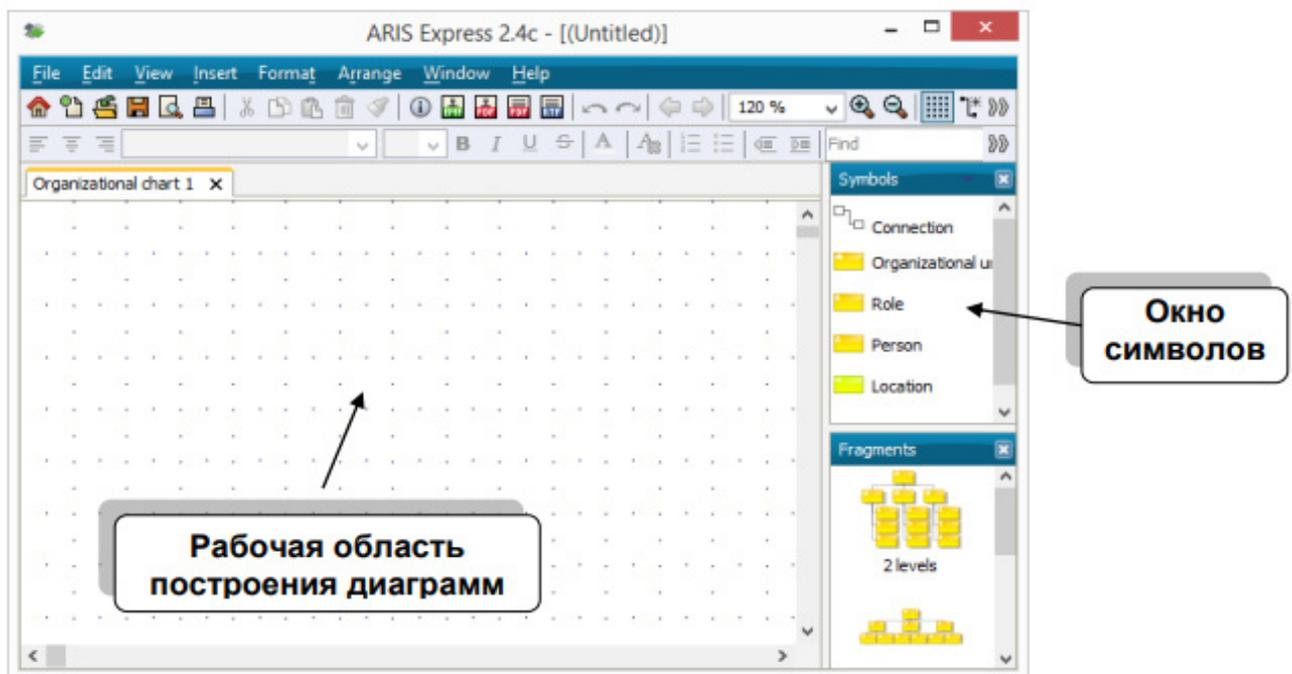 ARIS Express 2.4c - [(Untitled)]
File Edit View Insert Format Arrange Window Help
120 %
B I U S A
Find
Organizational chart 1
Symbols
Connection
Organizational
Role
Person
Location
Окно
символов
Fragments
2 levels
Рабочая область
построения диаграмм